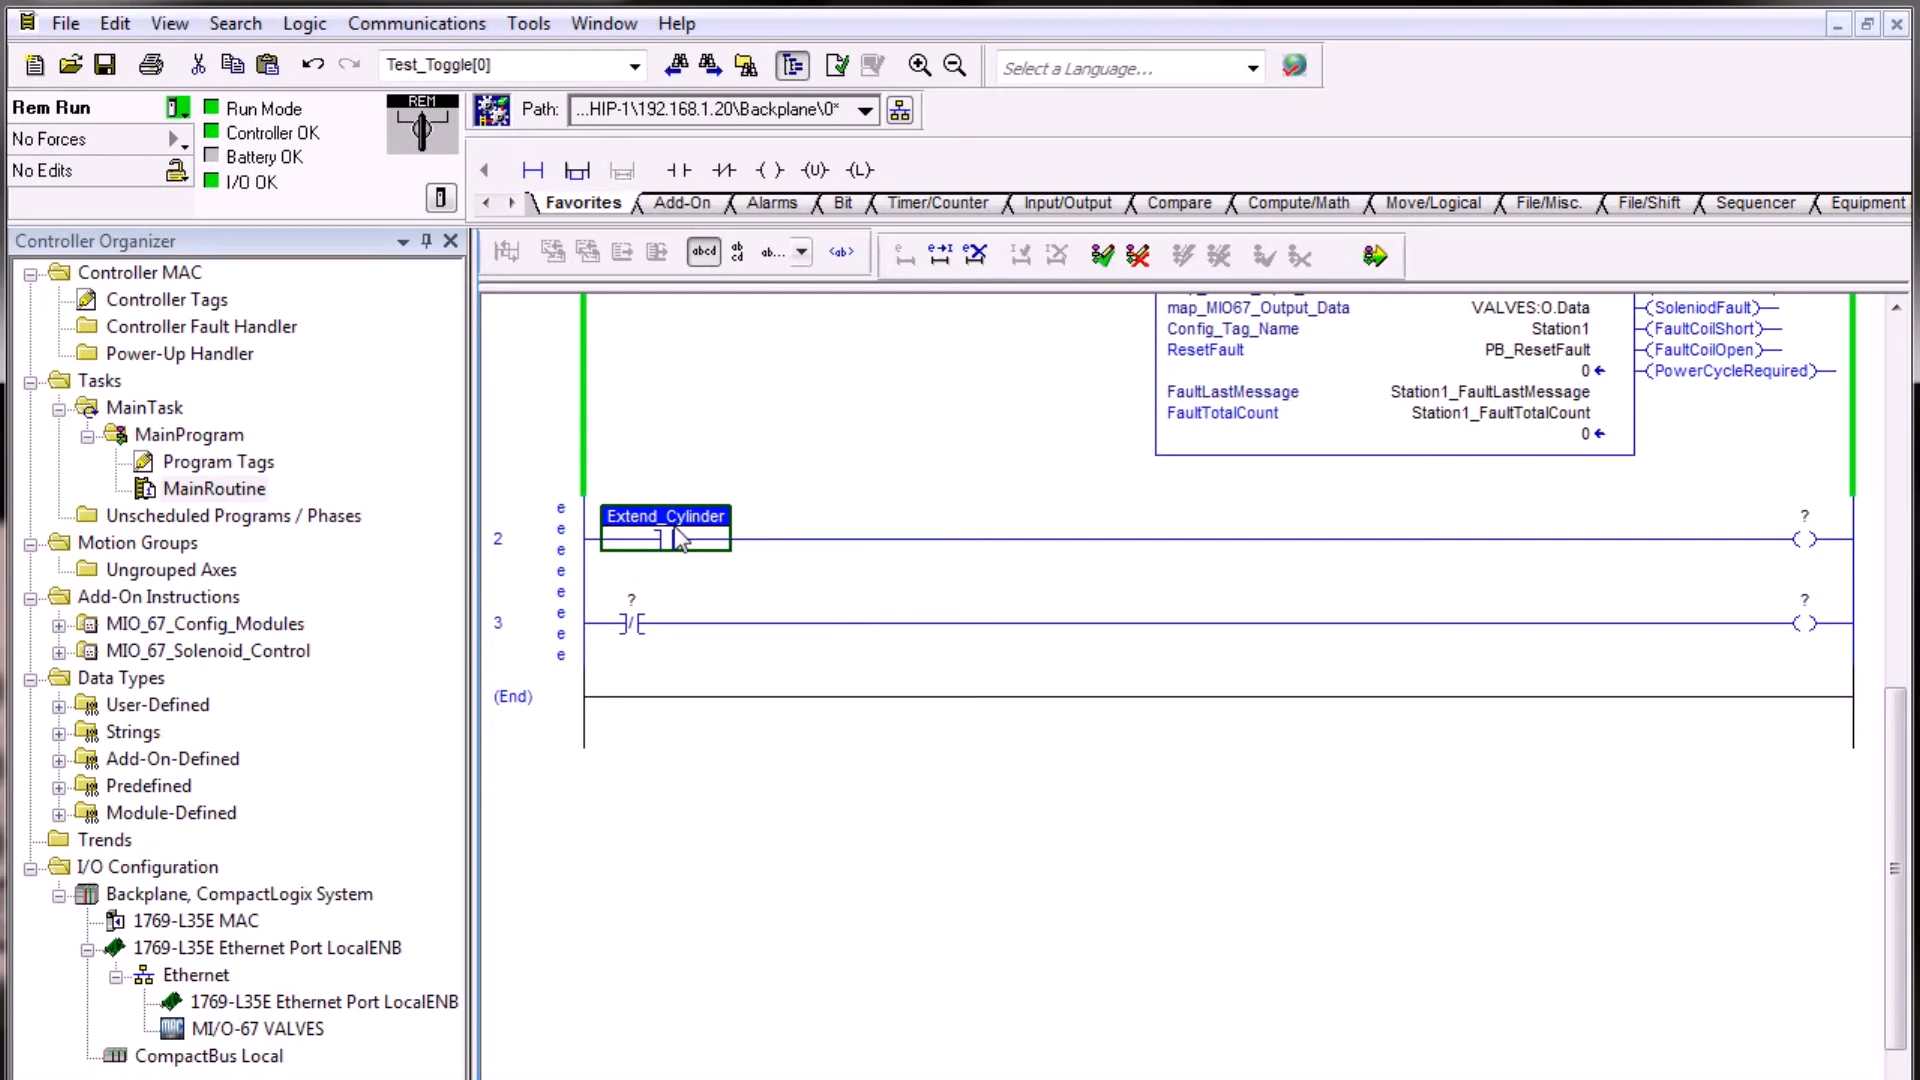 File Edit View Search Logic Communications Tools Window Help
Test_Toggle[0]
Select a Language...
Rem Run
No Forces
No Edits
Run Mode
Controller OK
Battery OK
I/O OK
REM
Path: ...HIP-1\192.168.1.20\Backplane\0*
(U) (L)
Favorites Add-On Alarms Bit Timer/Counter Input/Output Compare Compute/Math Move/Logical File/Misc. File/Shift Sequencer Equipment
Controller Organizer
abcd ab cd ab... <ab>
Controller MAC
Controller Tags
Controller Fault Handler
Power-Up Handler
Tasks
MainTask
MainProgram
Program Tags
MainRoutine
Unscheduled Programs / Phases
Motion Groups
Ungrouped Axes
Add-On Instructions
MIO_67_Config_Modules
MIO_67_Solenoid_Control
Data Types
User-Defined
Strings
Add-On-Defined
Predefined
Module-Defined
Trends
I/O Configuration
Backplane, CompactLogix System
1769-L35E MAC
1769-L35E Ethernet Port LocalENB
Ethernet
1769-L35E Ethernet Port LocalENB
MI/O-67 VALVES
CompactBus Local
map_MIO67_Output_Data VALVES:O.Data (SoleniodFault)
Config_Tag_Name Station1 (FaultCoilShort)
ResetFault PB_ResetFault (FaultCoilOpen)
0 (PowerCycleRequired)
FaultLastMessage Station1_FaultLastMessage
FaultTotalCount Station1_FaultTotalCount
0
e
Extend_Cylinder ?
e
2
e
e
e
? ?
e
3
e
e
(End)